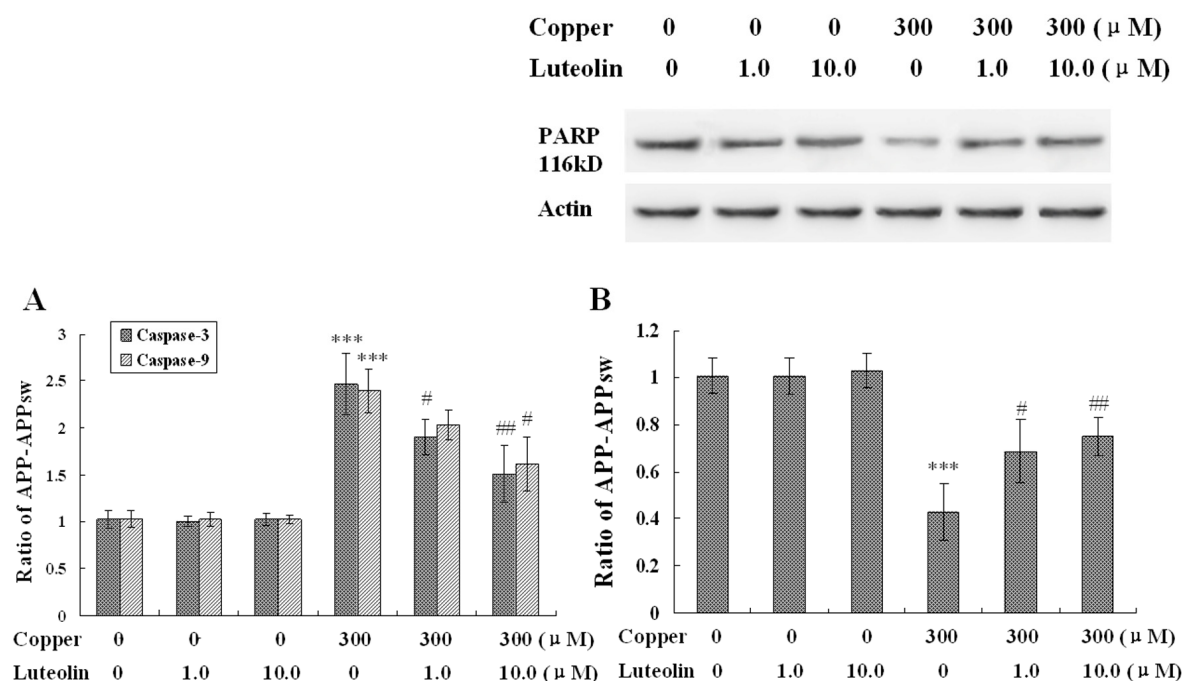 Copper 0 0 0 300 300 300 (μM)
Luteolin 0 1.0 10.0 0 1.0 10.0 (μM)
PARP
116kD
Actin
A
Caspase-3
Caspase-9
Ratio of APP-APPsw
3
2.5
2
1.5
1
0.5
0
***
***
#
##
#
Copper 0 0 0 300 300 300 (μM)
Luteolin 0 1.0 10.0 0 1.0 10.0 (μM)
B
Ratio of APP-APPsw
1.2
1
0.8
0.6
0.4
0.2
0
***
#
##
Copper 0 0 0 300 300 300 (μM)
Luteolin 0 1.0 10.0 0 1.0 10.0 (μM)